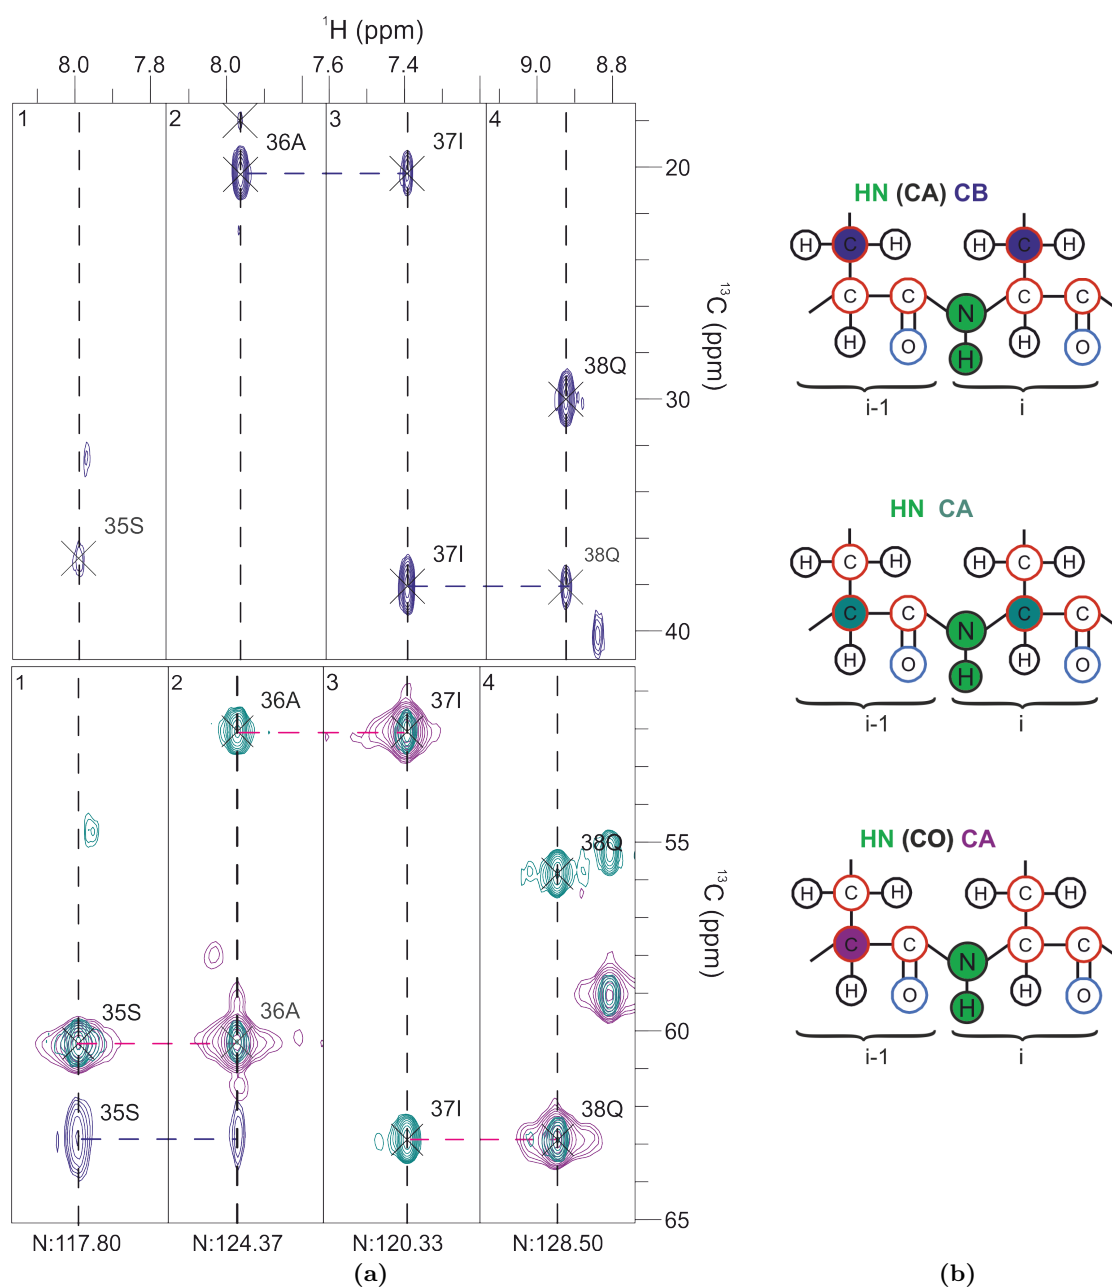 ¹H (ppm)
8.0 7.8 8.0 7.6 7.4 9.0 8.8
1 2 3 4
36A 37I
20
HN (CA) CB
H C H H C H
¹³C (ppm)
30
C C N C C
H O H H O
38Q
i-1 i
35S 37I 38Q
40
HN CA
H C H H C H
C C N C C
H O H H O
i-1 i
1 2 3 4
36A 37I
38Q
55
¹³C (ppm)
35S 36A
60
35S 37I 38Q
65
HN (CO) CA
H C H H C H
C C N C C
H O H H O
i-1 i
N:117.80 N:124.37 N:120.33 N:128.50
(a) (b)